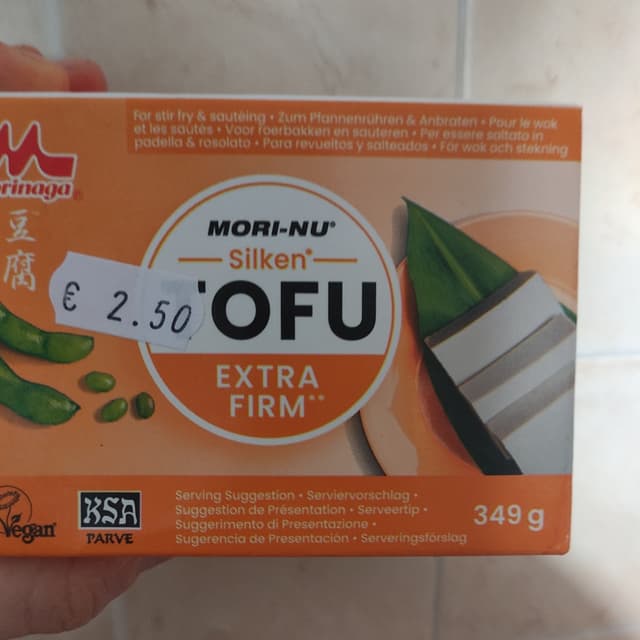 For stir fry & sautéing • Zum Pfannenrühren & Anbraten • Pour le wok
et les sautés • Voor roerbakken en sauteren • Per essere saltato in
padella & rosolato • Para revueltos y salteados • För wok och stekning
rinaga
豆腐
MORI-NU®
Silken*
TOFU
€ 2.50
EXTRA
FIRM**
Vegan
KSA
PARVE
Serving Suggestion • Serviervorschlag •
Suggestion de Présentation • Serveertip •
Suggerimento di Presentazione •
Sugerencia de Presentación • Serveringsförslag
349 g